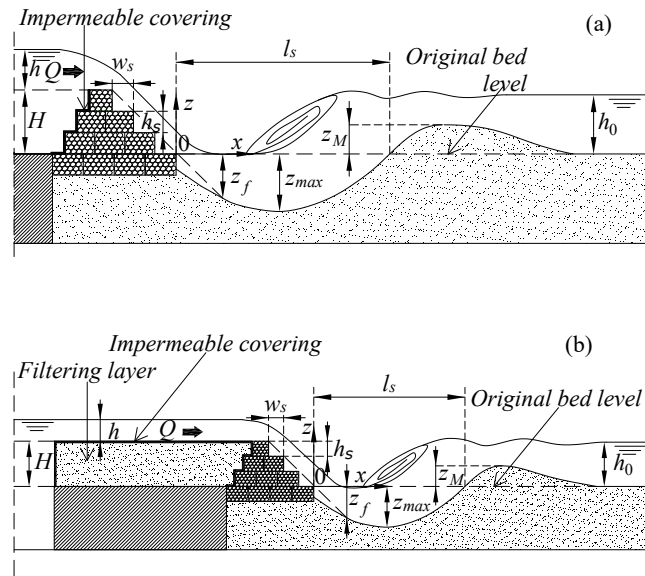 Impermeable covering
(a)
w_s
l_s
Original bed
level
h
Q
z
H
h_s
z_M
h_0
0
x
z_f
z_max
Impermeable covering
(b)
Filtering layer
l_s
w_s
Original bed level
h
Q
z
h_s
H
h_0
0
x
z_M
z_f
z_max